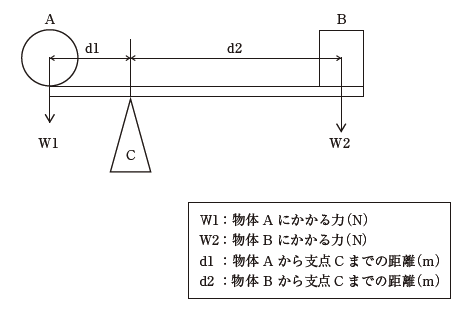 A
B
d1
d2
W1
C
W2
W1：物体 A にかかる力（N）
W2：物体 B にかかる力（N）
d1 ：物体 A から支点 C までの距離（m）
d2 ：物体 B から支点 C までの距離（m）